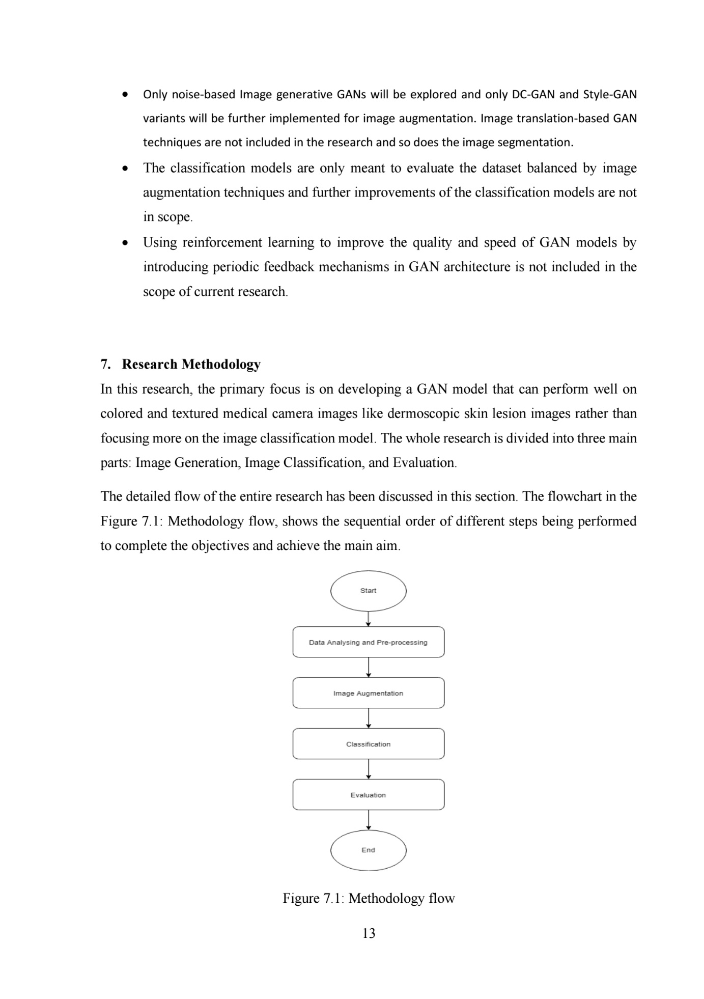 • Only noise-based Image generative GANs will be explored and only DC-GAN and Style-GAN
variants will be further implemented for image augmentation. Image translation-based GAN
techniques are not included in the research and so does the image segmentation.
• The classification models are only meant to evaluate the dataset balanced by image
augmentation techniques and further improvements of the classification models are not
in scope.
• Using reinforcement learning to improve the quality and speed of GAN models by
introducing periodic feedback mechanisms in GAN architecture is not included in the
scope of current research.
7. Research Methodology
In this research, the primary focus is on developing a GAN model that can perform well on
colored and textured medical camera images like dermoscopic skin lesion images rather than
focusing more on the image classification model. The whole research is divided into three main
parts: Image Generation, Image Classification, and Evaluation.
The detailed flow of the entire research has been discussed in this section. The flowchart in the
Figure 7.1: Methodology flow, shows the sequential order of different steps being performed
to complete the objectives and achieve the main aim.
Start
Data Analysing and Pre-processing
Image Augmentation
Classification
Evaluation
End
Figure 7.1: Methodology flow
13